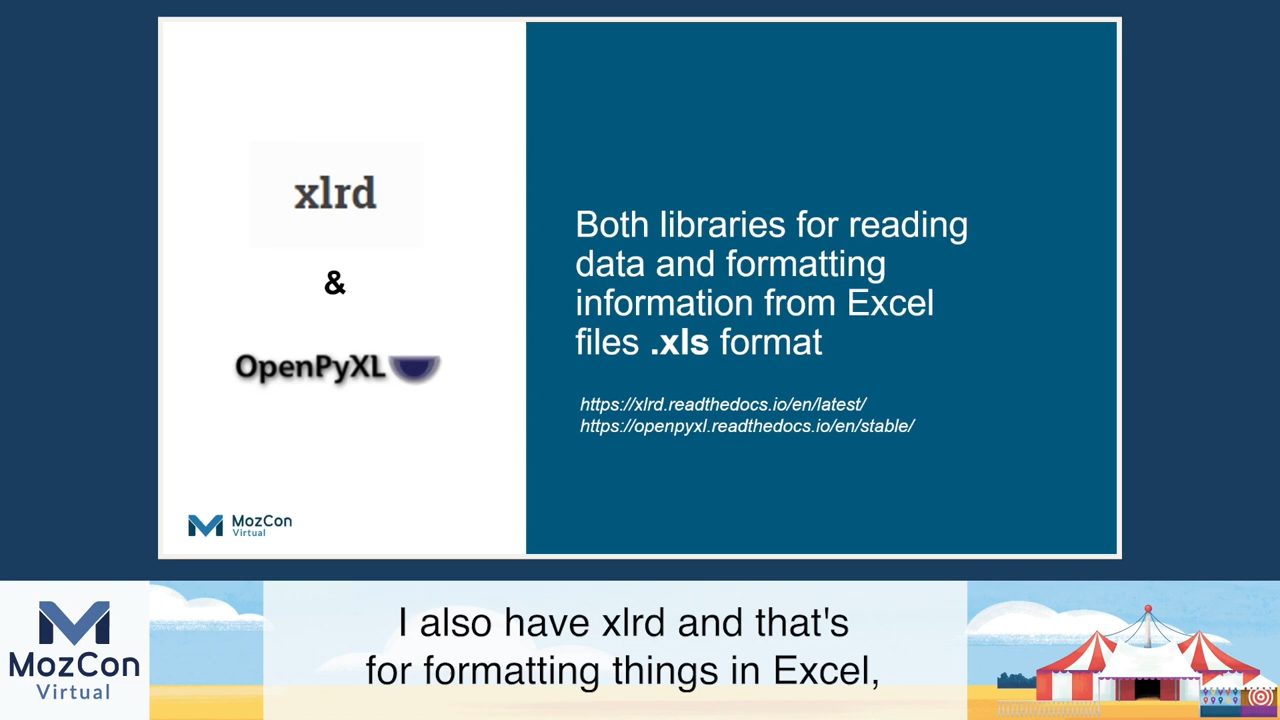 xlrd
&
OpenPyXL
Both libraries for reading
data and formatting
information from Excel
files .xls format
https://xlrd.readthedocs.io/en/latest/
https://openpyxl.readthedocs.io/en/stable/
MozCon
Virtual
MozCon
Virtual
I also have xlrd and that's
for formatting things in Excel,